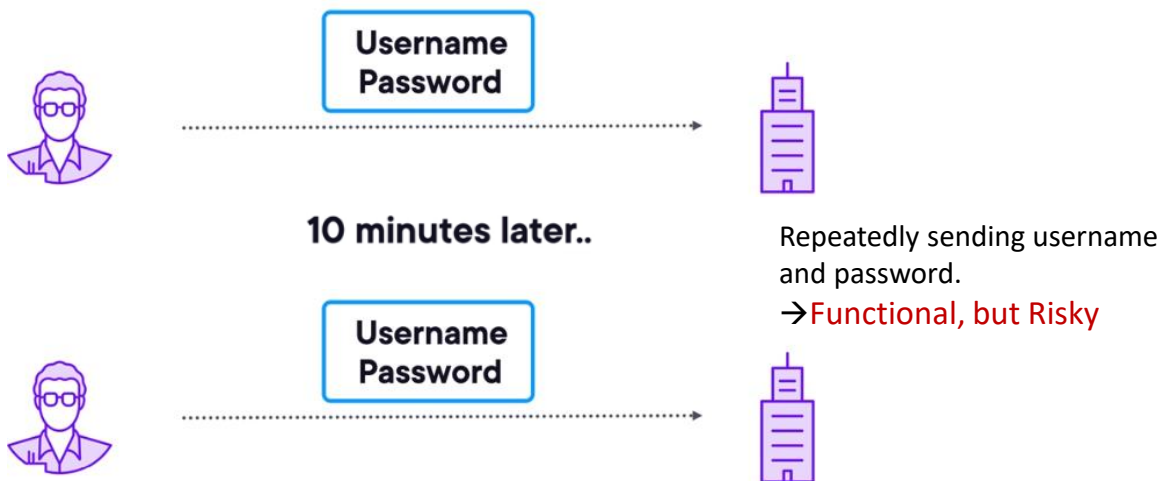 Username
Password
10 minutes later..
Repeatedly sending username
and password.
→Functional, but Risky
Username
Password